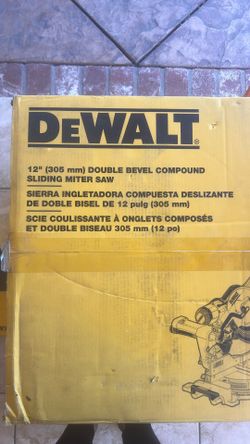 DEWALT
12" (305 mm) DOUBLE BEVEL COMPOUND
SLIDING MITER SAW
SIERRA INGLETADORA COMPUESTA DESLIZANTE
DE DOBLE BISEL DE 12 pulg (305 mm)
SCIE COULISSANTE À ONGLETS COMPOSÉS
ET DOUBLE BISEAU 305 mm (12 po)